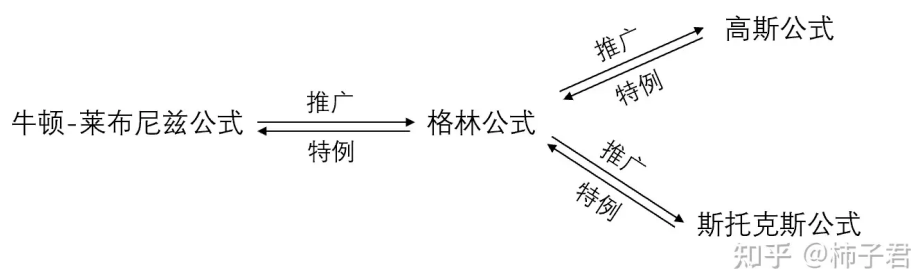 高斯公式
推广
特例
推广
牛顿-莱布尼兹公式
格林公式
特例
推广
特例
斯托克斯公式
知乎 @柿子君